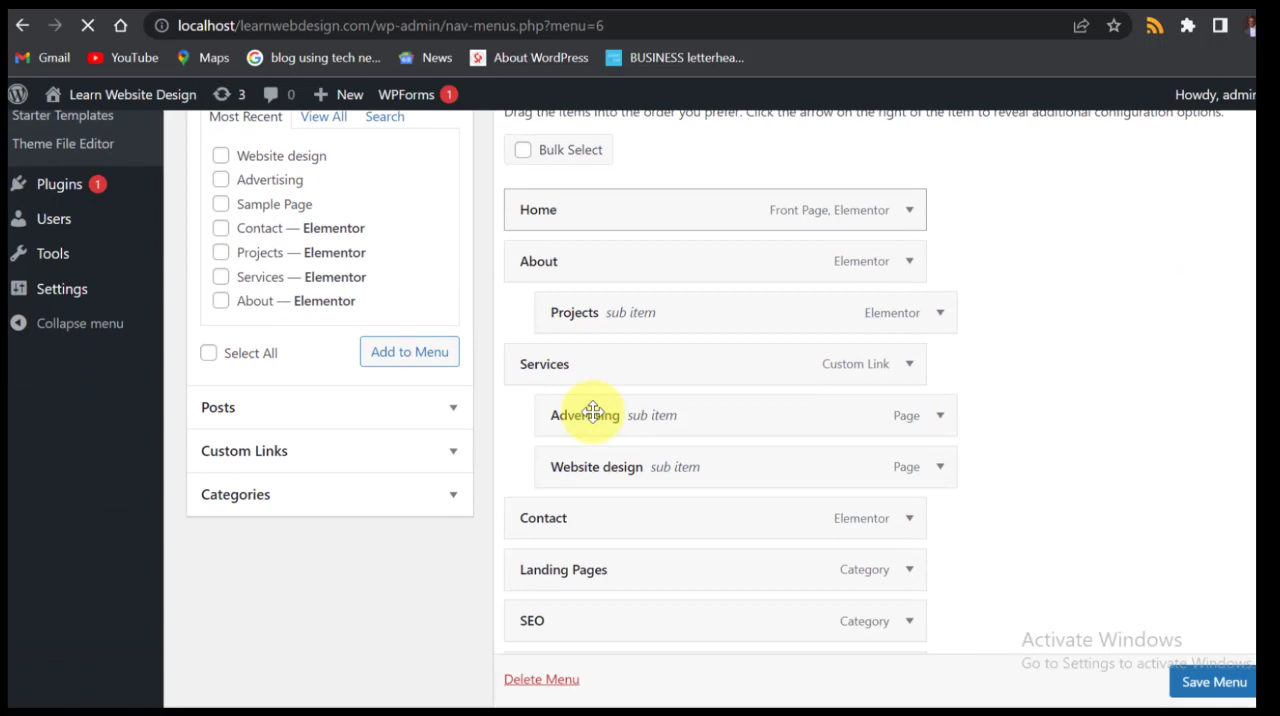 localhost/learnwebdesign.com/wp-admin/nav-menus.php?menu=6
Gmail YouTube Maps blog using tech ne... News About WordPress BUSINESS letterhea...
Learn Website Design 3 0 New WPForms 1 Howdy, admin
Starter Templates
Theme File Editor
Plugins 1
Users
Tools
Settings
Collapse menu
Most Recent View All Search
Website design
Advertising
Sample Page
Contact — Elementor
Projects — Elementor
Services — Elementor
About — Elementor
Select All Add to Menu
Posts
Custom Links
Categories
Drag the items into the order you prefer. Click the arrow on the right of the item to reveal additional configuration options.
Bulk Select
Home Front Page, Elementor
About Elementor
Projects sub item Elementor
Services Custom Link
Advertising sub item Page
Website design sub item Page
Contact Elementor
Landing Pages Category
SEO Category
Delete Menu
Save Menu
Activate Windows
Go to Settings to activate Windows.